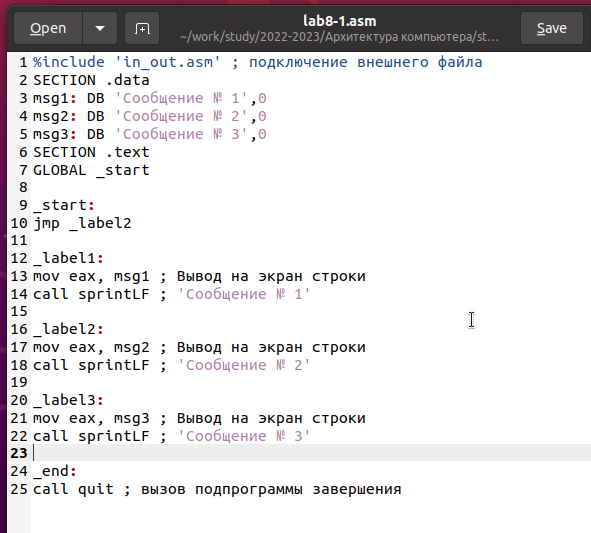 Open
lab8-1.asm
~/work/study/2022-2023/Архитектура компьютера/st...
Save
1 %include 'in_out.asm' ; подключение внешнего файла
2 SECTION .data
3 msg1: DB 'Сообщение № 1',0
4 msg2: DB 'Сообщение № 2',0
5 msg3: DB 'Сообщение № 3',0
6 SECTION .text
7 GLOBAL _start
8
9 _start:
10 jmp _label2
11
12 _label1:
13 mov eax, msg1 ; Вывод на экран строки
14 call sprintLF ; 'Сообщение № 1'
15
16 _label2:
17 mov eax, msg2 ; Вывод на экран строки
18 call sprintLF ; 'Сообщение № 2'
19
20 _label3:
21 mov eax, msg3 ; Вывод на экран строки
22 call sprintLF ; 'Сообщение № 3'
23
24 _end:
25 call quit ; вызов подпрограммы завершения